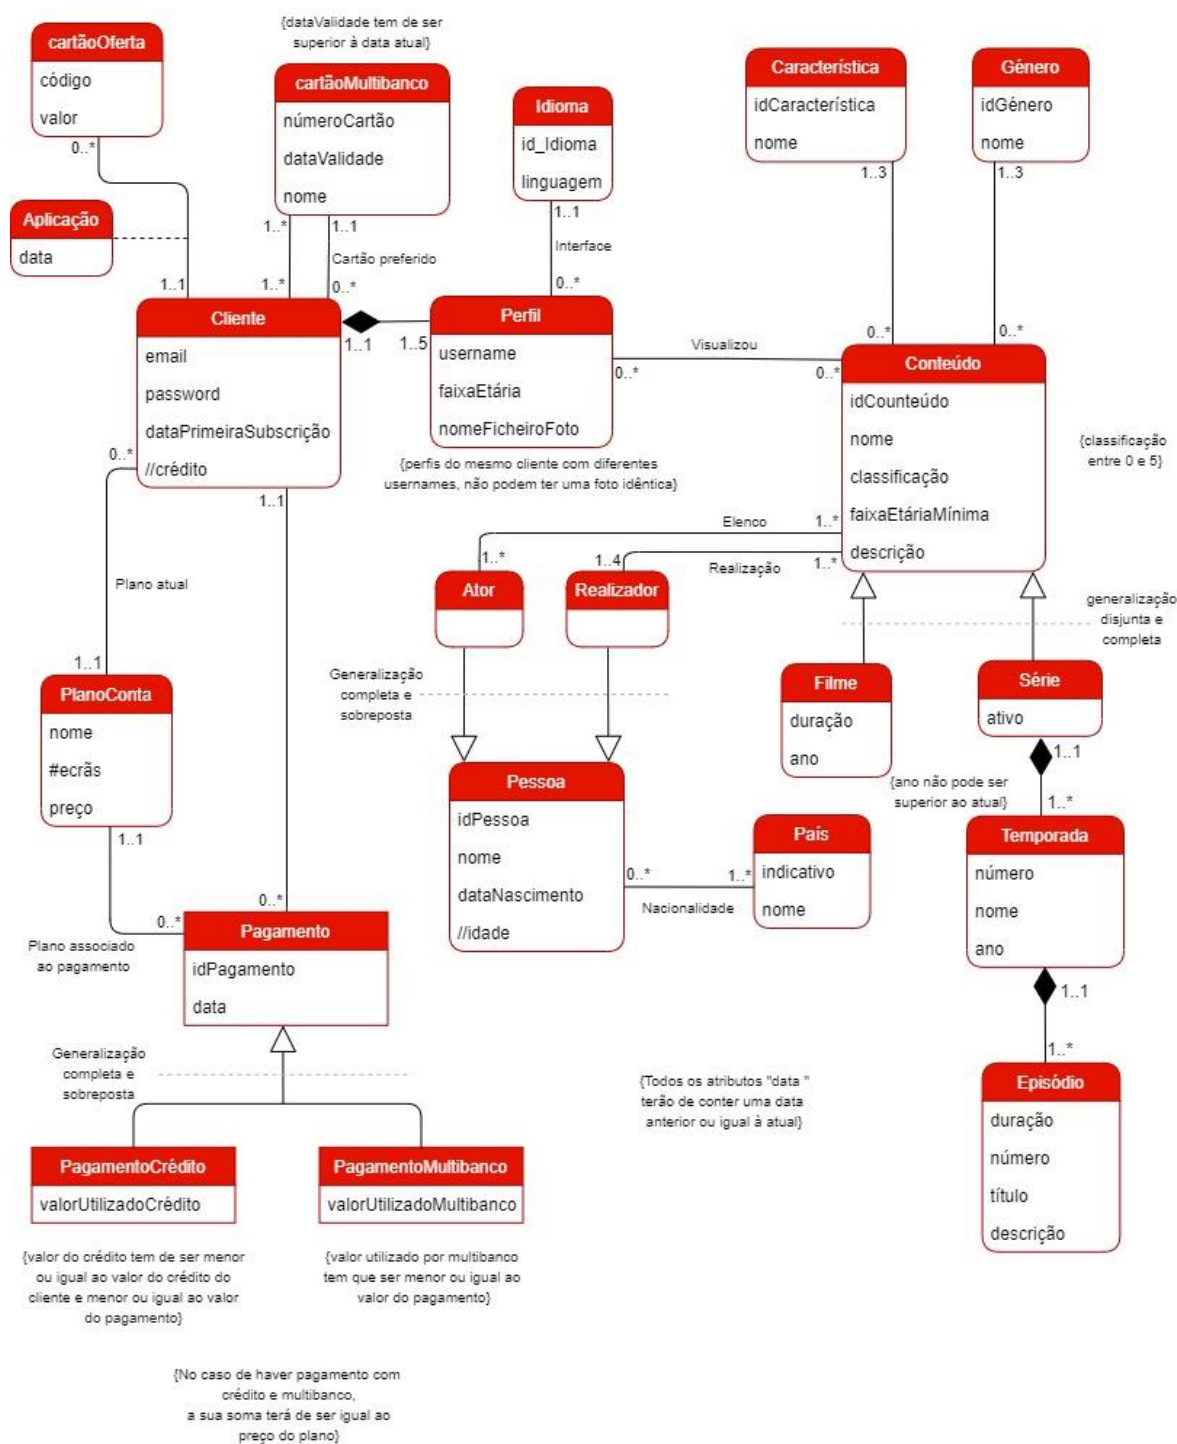 {dataValidade tem de ser
superior à data atual}
cartãoOferta
código
valor
0..*
cartãoMultibanco
númeroCartão
dataValidade
nome
1..*
1..1
Idioma
id_Idioma
linguagem
1..1
Interface
0..*
Característica
idCaracterística
nome
1..3
Género
idGénero
nome
1..3
Aplicação
data
Cartão preferido
1..1
1..*
0..*
Cliente
email
password
dataPrimeiraSubscrição
//crédito
1..1
1..5
Perfil
username
faixaEtária
nomeFicheiroFoto
{perfis do mesmo cliente com diferentes
usernames, não podem ter uma foto idêntica}
Visualizou
0..*
0..*
0..*
0..*
Conteúdo
idCounteúdo
nome
classificação
faixaEtáriaMínima
descrição
{classificação
entre 0 e 5}
0..*
1..1
Plano atual
1..1
Elenco
1..*
1..*
1..4
Realização
1..*
Ator
Realizador
Generalização
completa e
sobreposta
generalização
disjunta e
completa
PlanoConta
nome
#ecrãs
preço
1..1
Filme
duração
ano
Série
ativo
1..1
{ano não pode ser
superior ao atual}
1..*
Pessoa
idPessoa
nome
dataNascimento
//idade
0..*
1..*
Nacionalidade
País
indicativo
nome
Temporada
número
nome
ano
1..1
1..*
0..*
0..*
Plano associado
ao pagamento
Pagamento
idPagamento
data
Generalização
completa e
sobreposta
{Todos os atributos "data "
terão de conter uma data
anterior ou igual à atual}
Episódio
duração
número
título
descrição
PagamentoCrédito
valorUtilizadoCrédito
PagamentoMultibanco
valorUtilizadoMultibanco
{valor do crédito tem de ser menor
ou igual ao valor do crédito do
cliente e menor ou igual ao valor
do pagamento}
{valor utilizado por multibanco
tem que ser menor ou igual ao
valor do pagamento}
{No caso de haver pagamento com
crédito e multibanco,
a sua soma terá de ser igual ao
preço do plano}